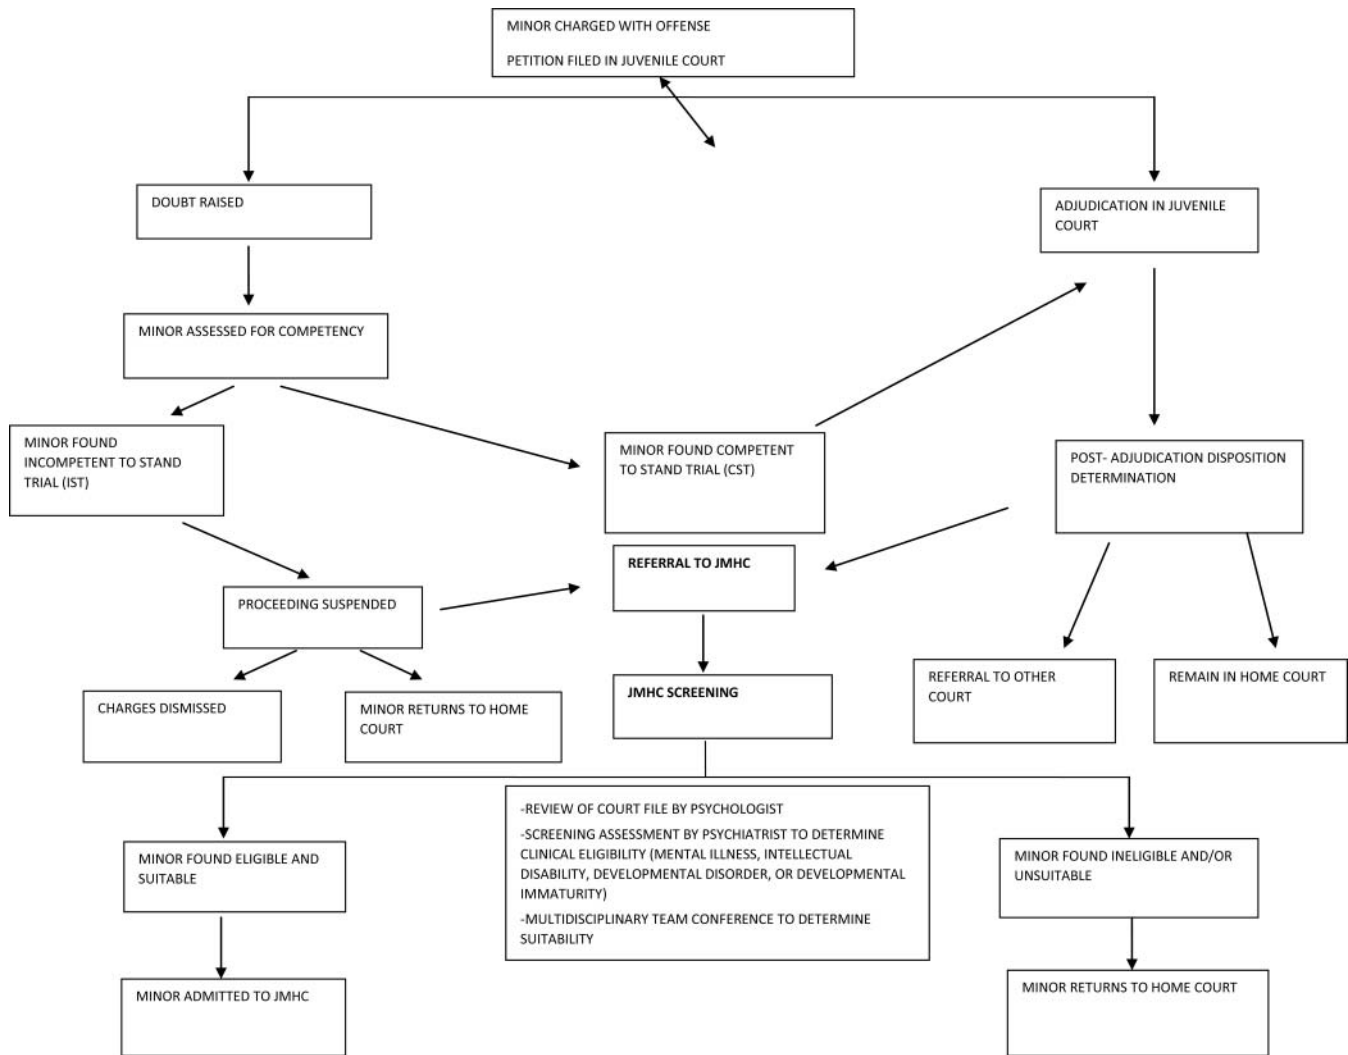 MINOR CHARGED WITH OFFENSE
PETITION FILED IN JUVENILE COURT
DOUBT RAISED
ADJUDICATION IN JUVENILE
COURT
MINOR ASSESSED FOR COMPETENCY
MINOR FOUND
INCOMPETENT TO STAND
TRIAL (IST)
MINOR FOUND COMPETENT
TO STAND TRIAL (CST)
POST- ADJUDICATION DISPOSITION
DETERMINATION
REFERRAL TO JMHC
PROCEEDING SUSPENDED
CHARGES DISMISSED
MINOR RETURNS TO HOME
COURT
JMHC SCREENING
REFERRAL TO OTHER
COURT
REMAIN IN HOME COURT
-REVIEW OF COURT FILE BY PSYCHOLOGIST
-SCREENING ASSESSMENT BY PSYCHIATRIST TO DETERMINE
CLINICAL ELIGIBILITY (MENTAL ILLNESS, INTELLECTUAL
DISABILITY, DEVELOPMENTAL DISORDER, OR DEVELOPMENTAL
IMMATURITY)
-MULTIDISCIPLINARY TEAM CONFERENCE TO DETERMINE
SUITABILITY
MINOR FOUND ELIGIBLE AND
SUITABLE
MINOR FOUND INELIGIBLE AND/OR
UNSUITABLE
MINOR ADMITTED TO JMHC
MINOR RETURNS TO HOME COURT